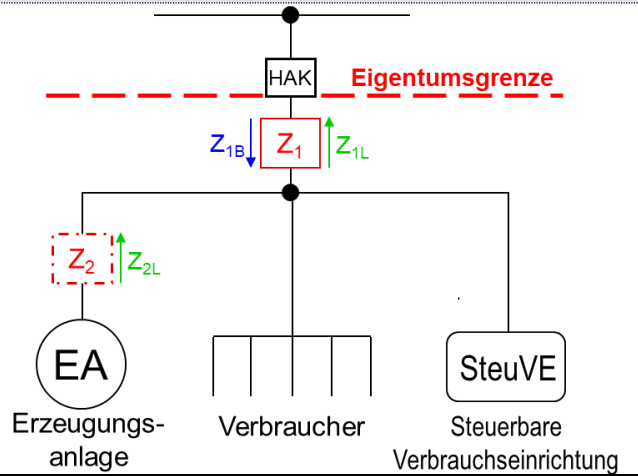 HAK
Eigentumsgrenze
Z1B
Z1
Z1L
Z2
Z2L
EA
SteuVE
Erzeugungs-
anlage
Verbraucher
Steuerbare
Verbrauchseinrichtung